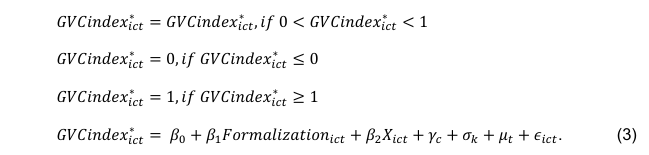 GVCindex*ict = GVCindex*ict, if 0 < GVCindex*ict < 1
GVCindex*ict = 0, if GVCindex*ict ≤ 0
GVCindex*ict = 1, if GVCindex*ict ≥ 1
GVCindex*ict = β0 + β1Formalizationict + β2Xict + γc + σk + μt + ϵict. (3)